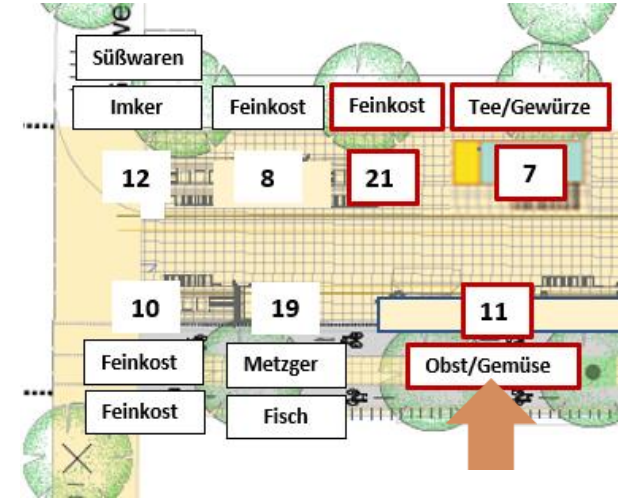 ve
Süßwaren
Imker
Feinkost
Feinkost
Tee/Gewürze
12
8
21
7
10
19
11
Feinkost
Metzger
Obst/Gemüse
Feinkost
Fisch